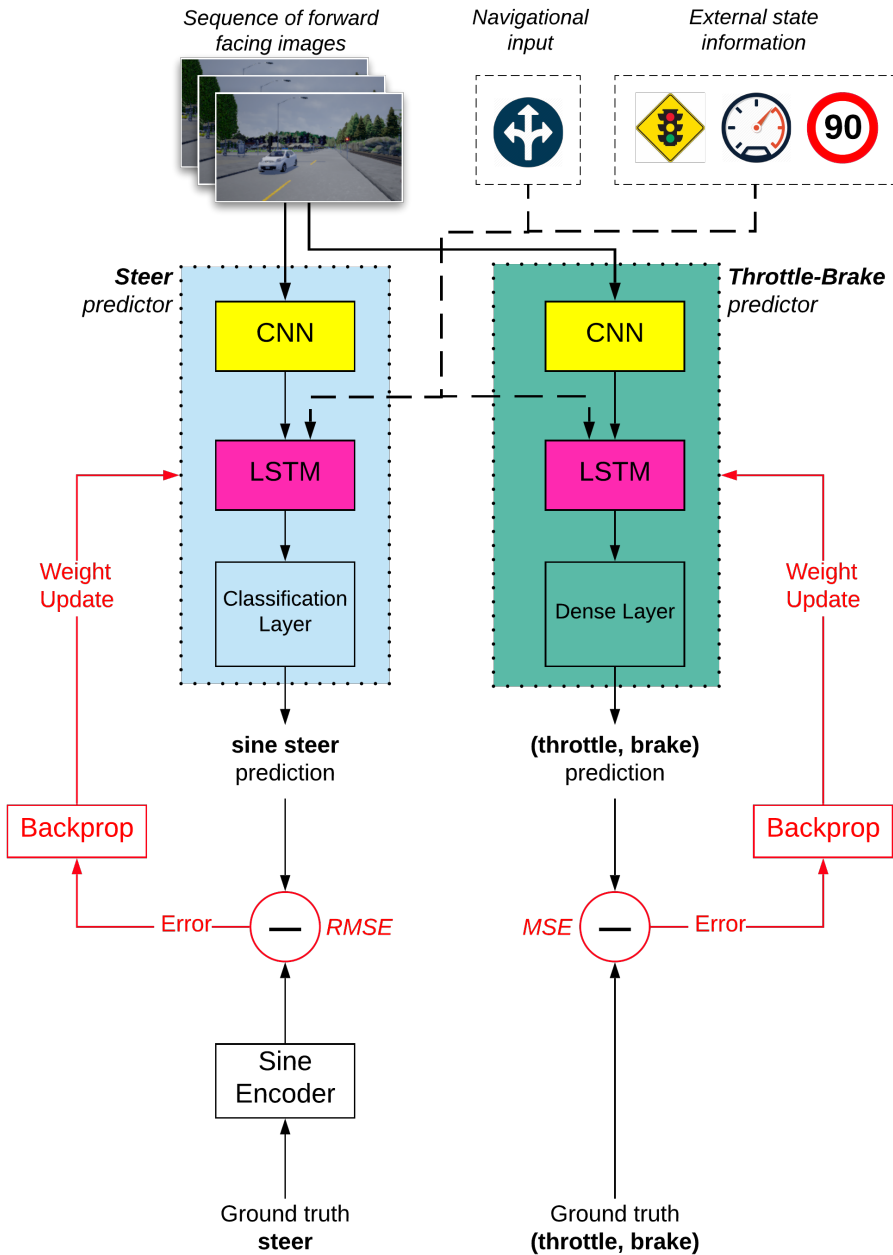 Sequence of forward
facing images
Navigational
input
External state
information
90
Steer
predictor
Throttle-Brake
predictor
CNN
CNN
LSTM
LSTM
Weight
Update
Classification
Layer
Dense Layer
Weight
Update
sine steer
prediction
(throttle, brake)
prediction
Backprop
Backprop
Error
RMSE
MSE
Error
Sine
Encoder
Ground truth
steer
Ground truth
(throttle, brake)